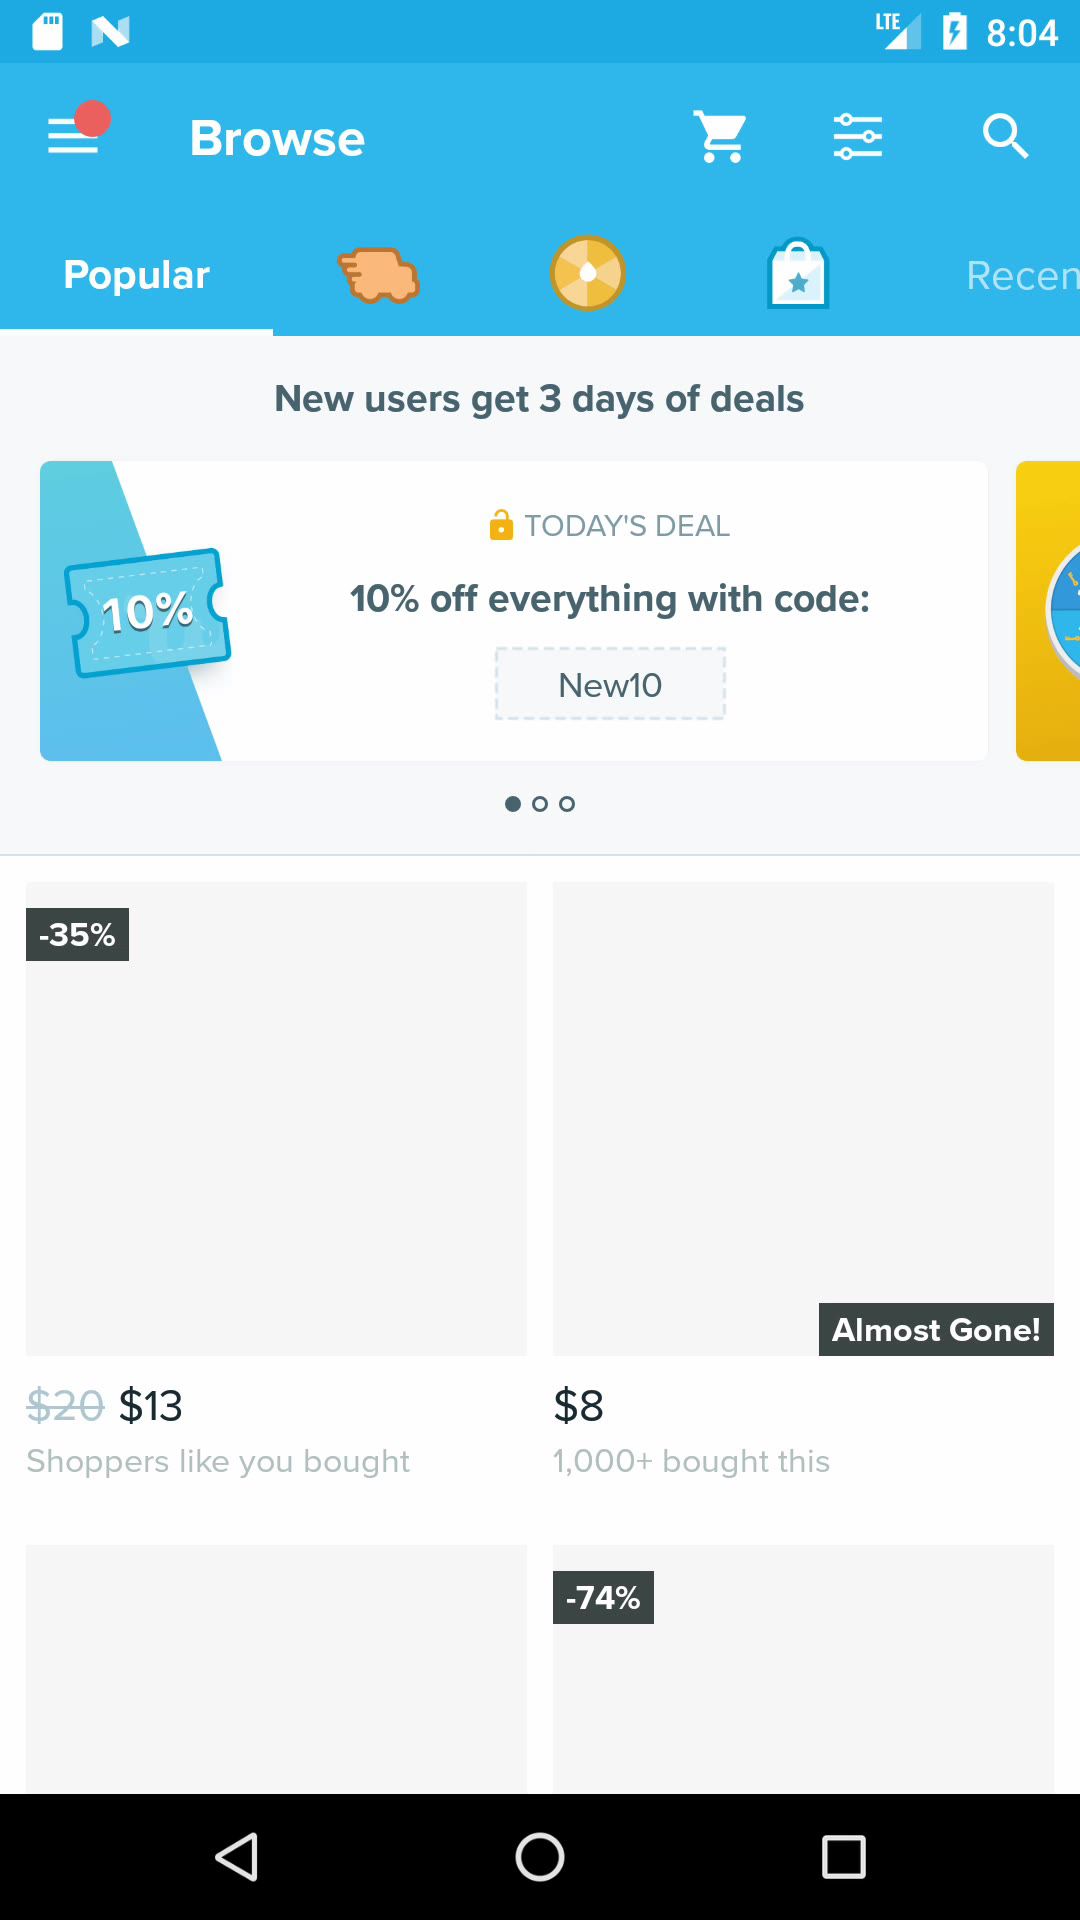 LTE 8:04
Browse
Popular
Recen
New users get 3 days of deals
TODAY'S DEAL
10%
10% off everything with code:
New10
-35%
Almost Gone!
$20 $13
$8
Shoppers like you bought
1,000+ bought this
-74%